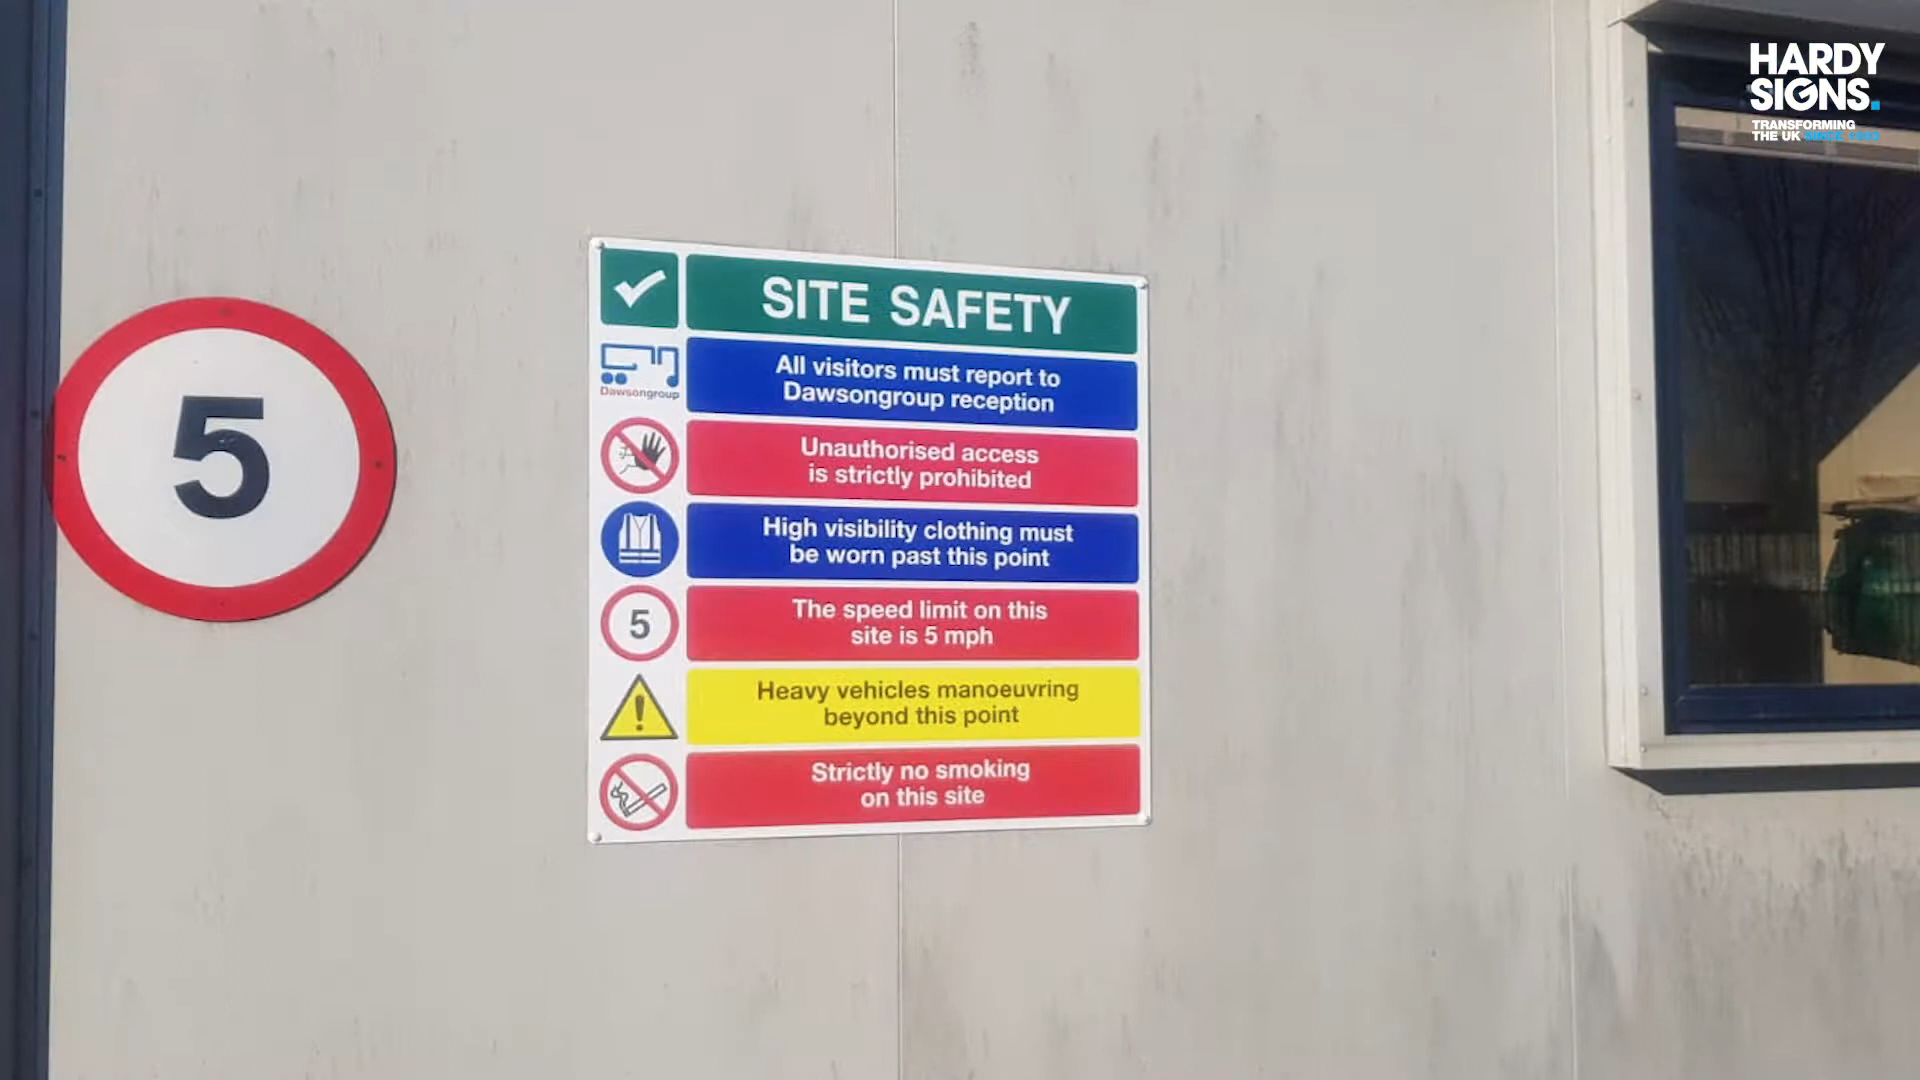 HARDY
SIGNS.
TRANSFORMING
THE UK SINCE
5
SITE SAFETY
Dawsongroup
All visitors must report to
Dawsongroup reception
Unauthorised access
is strictly prohibited
High visibility clothing must
be worn past this point
5
The speed limit on this
site is 5 mph
Heavy vehicles manoeuvring
beyond this point
Strictly no smoking
on this site